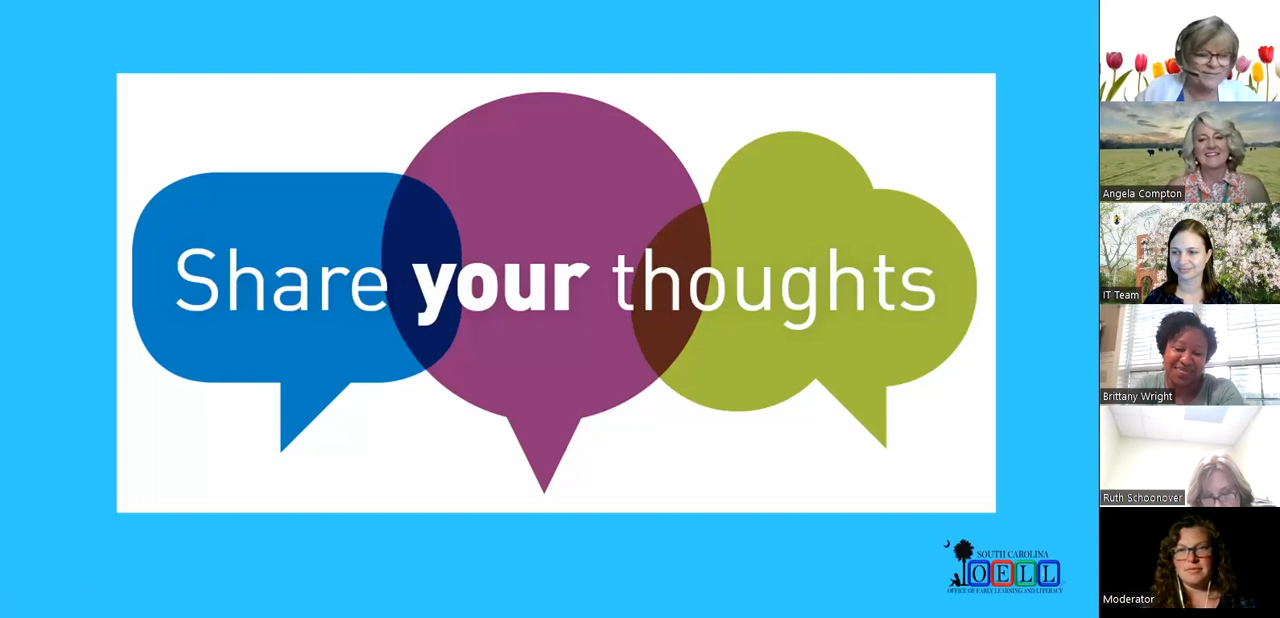 Share your thoughts
SOUTH CAROLINA
OELL
OFFICE OF EARLY LEARNING AND LITERACY
Angela Compton
IT Team
Brittany Wright
Ruth Schoonover
Moderator